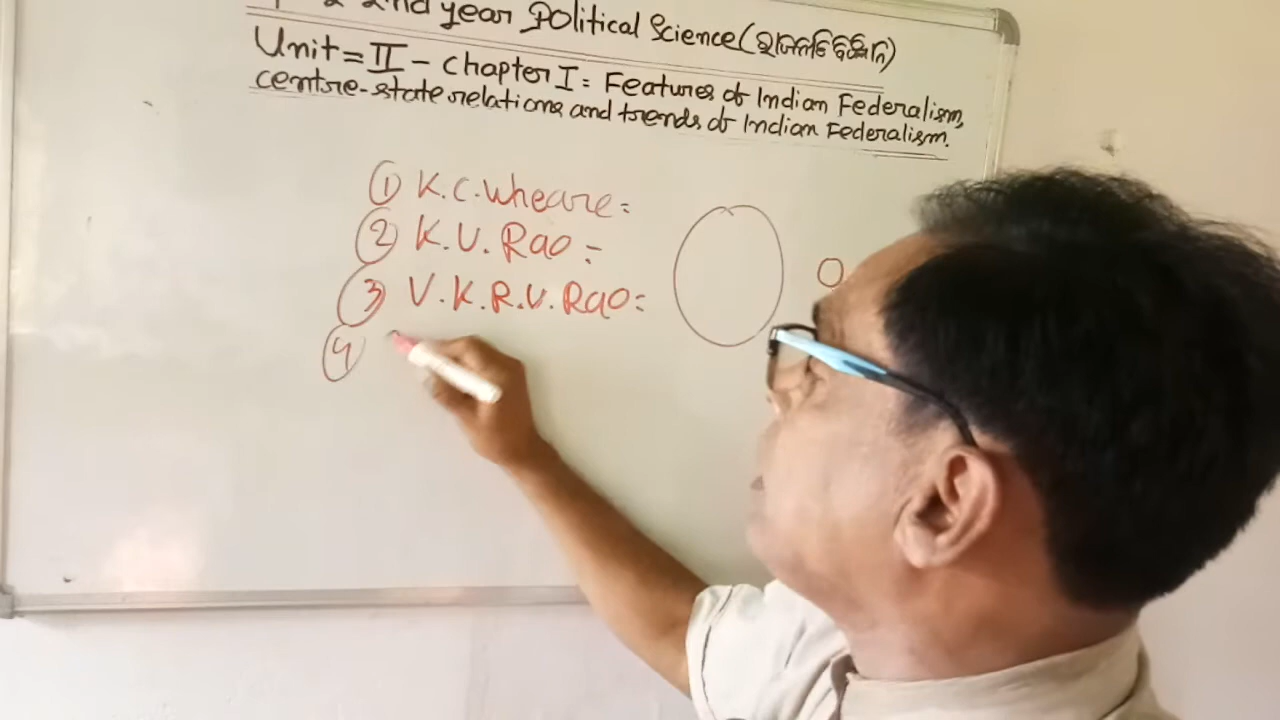 2nd year Political Science (ରାଜନୀତି ବିଜ୍ଞାନ)
Unit = II - Chapter I : Features of Indian Federalism,
centre-state relations and trends of Indian Federalism.
① K.C. Wheare =
② K.V. Rao =
③ V.K.R.V. Rao =
④